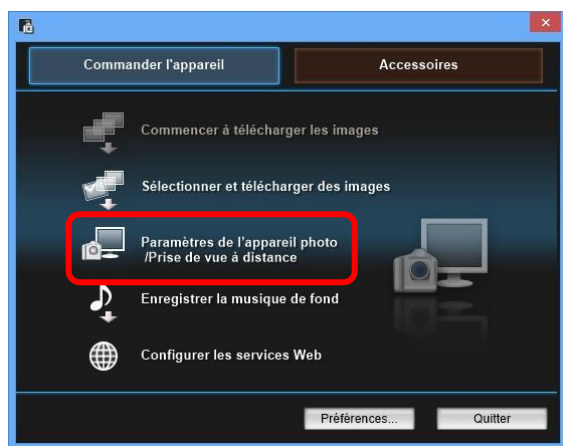 Commander l'appareil
Accessoires
Commencer à télécharger les images
Sélectionner et télécharger des images
Paramètres de l'appareil photo
/Prise de vue à distance
Enregistrer la musique de fond
Configurer les services Web
Préférences...
Quitter